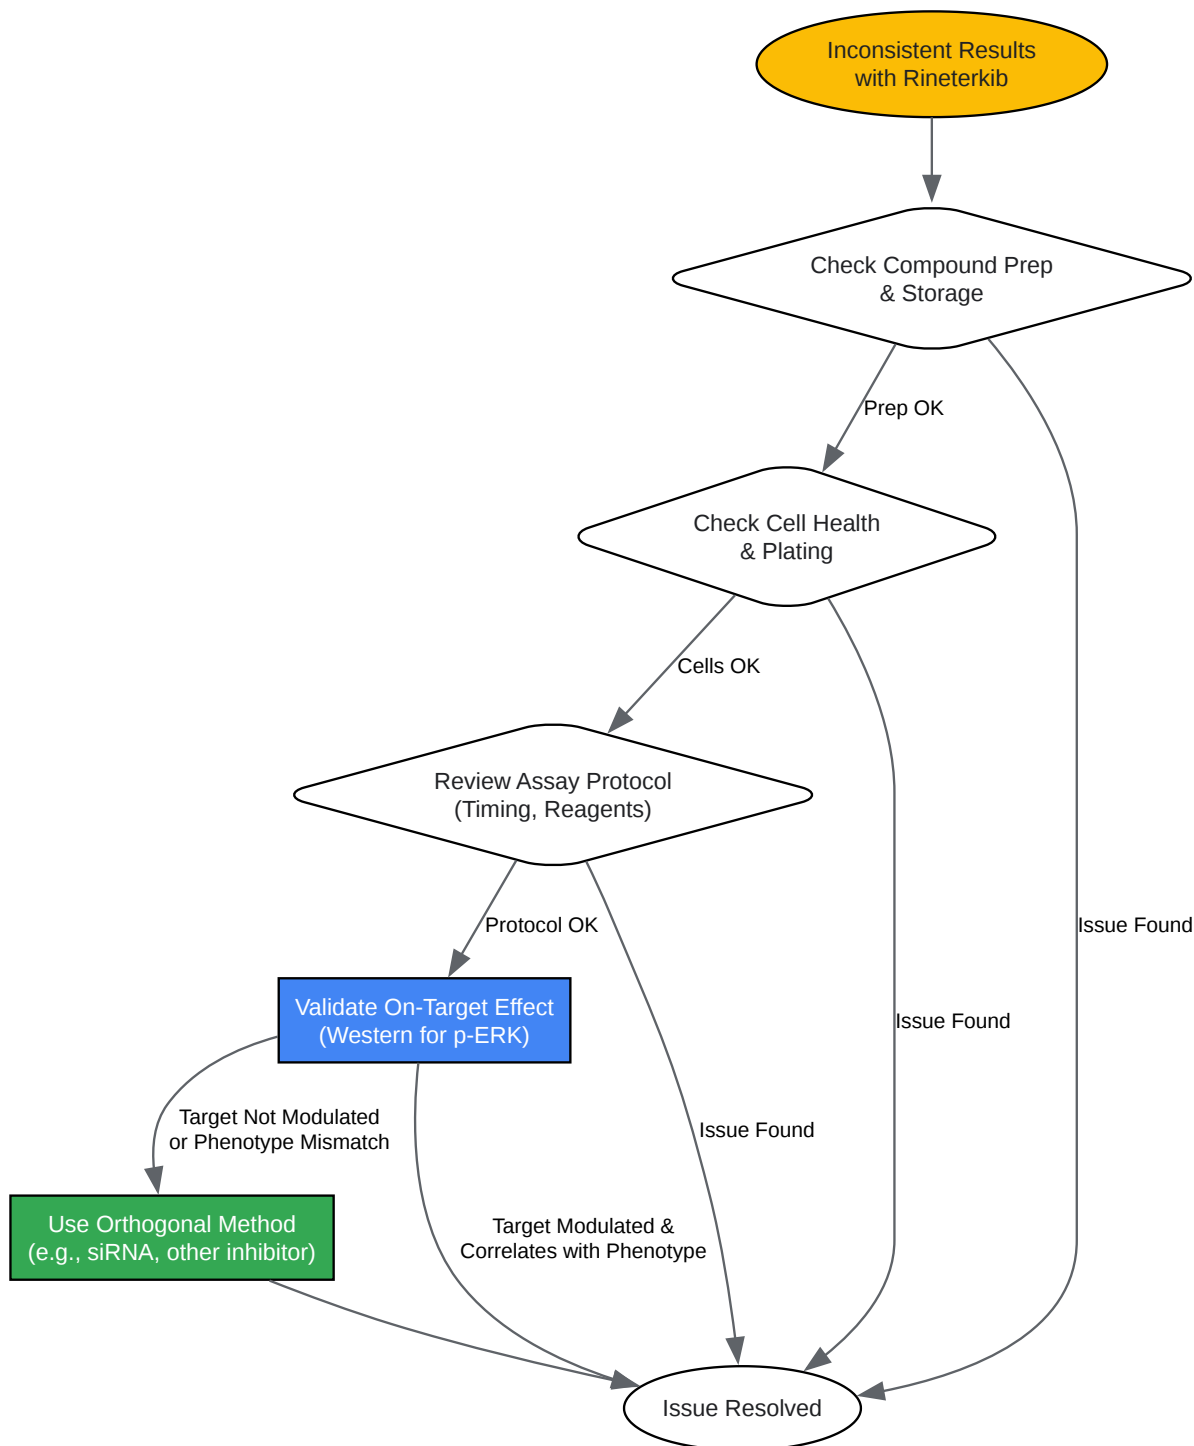 Inconsistent Results
with Rineterkib
Check Compound Prep
& Storage
Prep OK
Check Cell Health
& Plating
Cells OK
Review Assay Protocol
(Timing, Reagents)
Protocol OK
Issue Found
Validate On-Target Effect
(Western for p-ERK)
Issue Found
Target Not Modulated
or Phenotype Mismatch
Issue Found
Use Orthogonal Method
(e.g., siRNA, other inhibitor)
Target Modulated &
Correlates with Phenotype
Issue Resolved